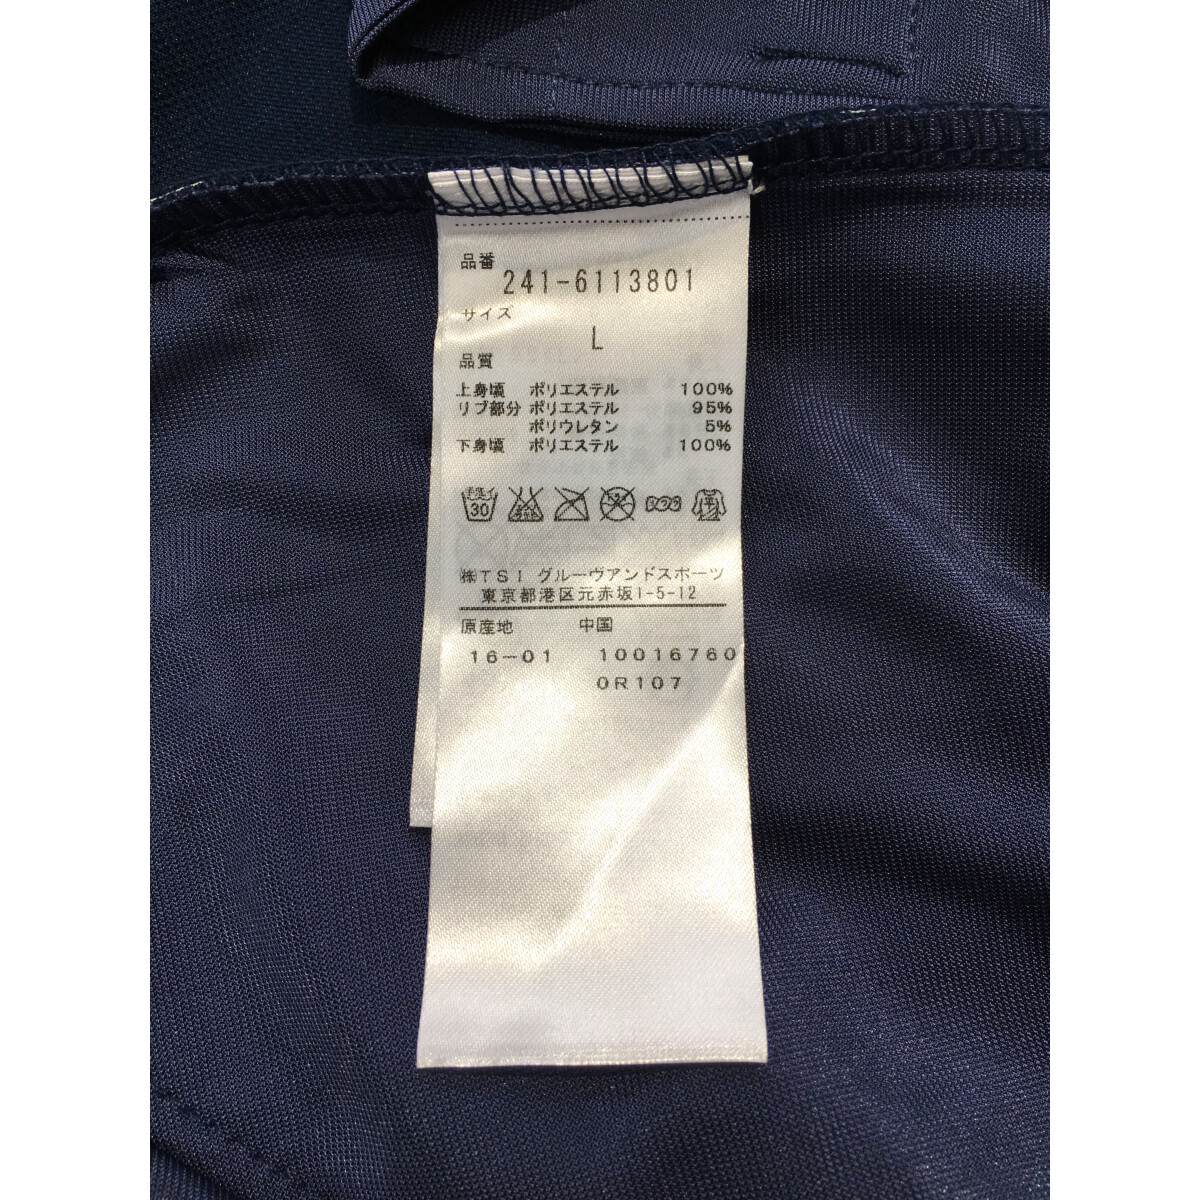 品番
241-6113801
サイズ
L
品質
上身頃 ポリエステル 100%
リブ部分 ポリエステル 95%
ポリウレタン 5%
下身頃 ポリエステル 100%
手洗イ 30
㈱TSI グルーヴアンドスポーツ
東京都港区元赤坂1-5-12
原産地 中国
16-01 10016760
0R107